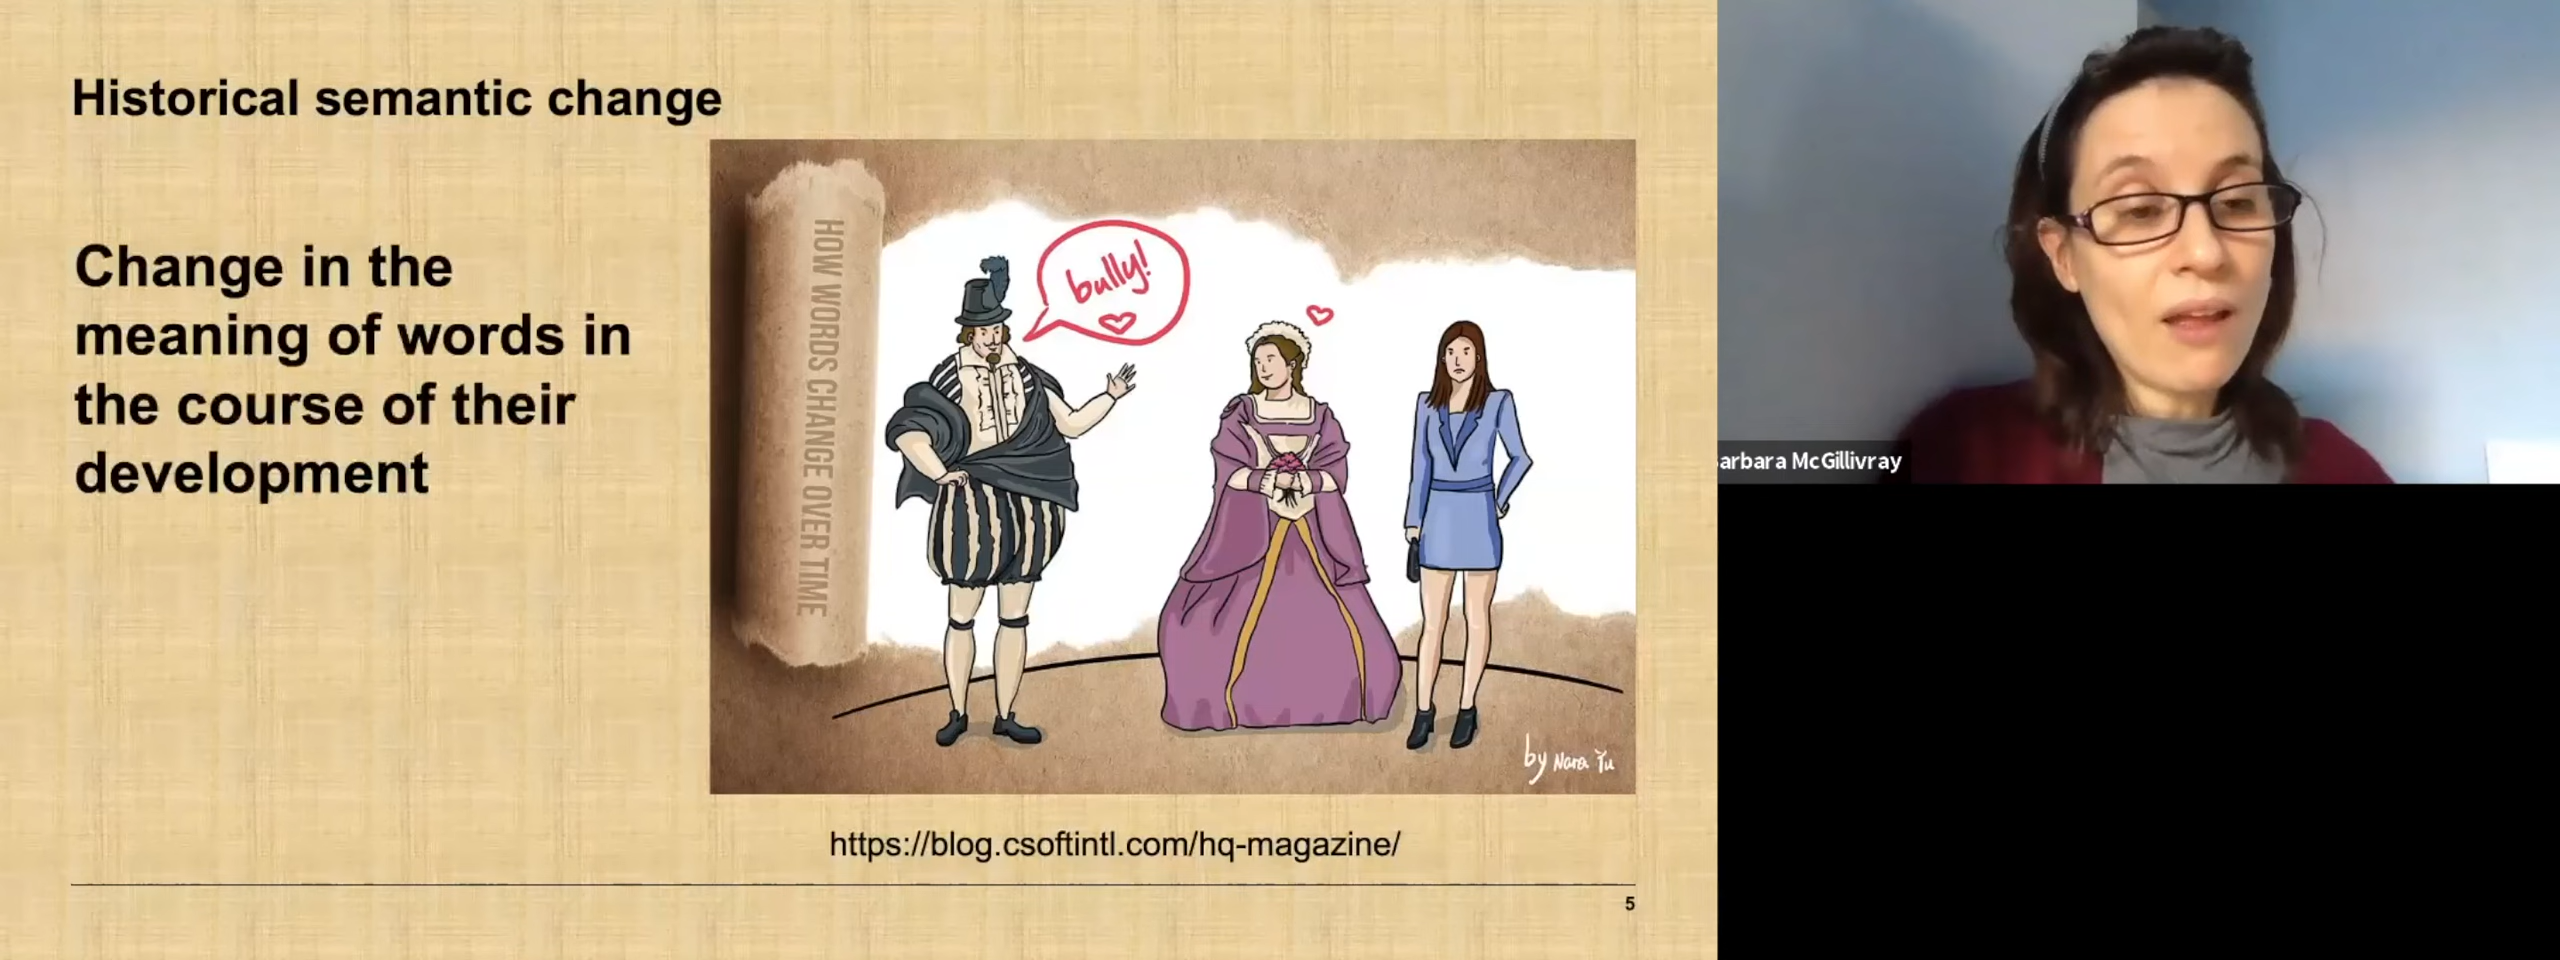 Historical semantic change
Change in the
meaning of words in
the course of their
development
HOW WORDS CHANGE OVER TIME
bully!
by Nara Yu
https://blog.csoftintl.com/hq-magazine/
5
arbara McGillivray